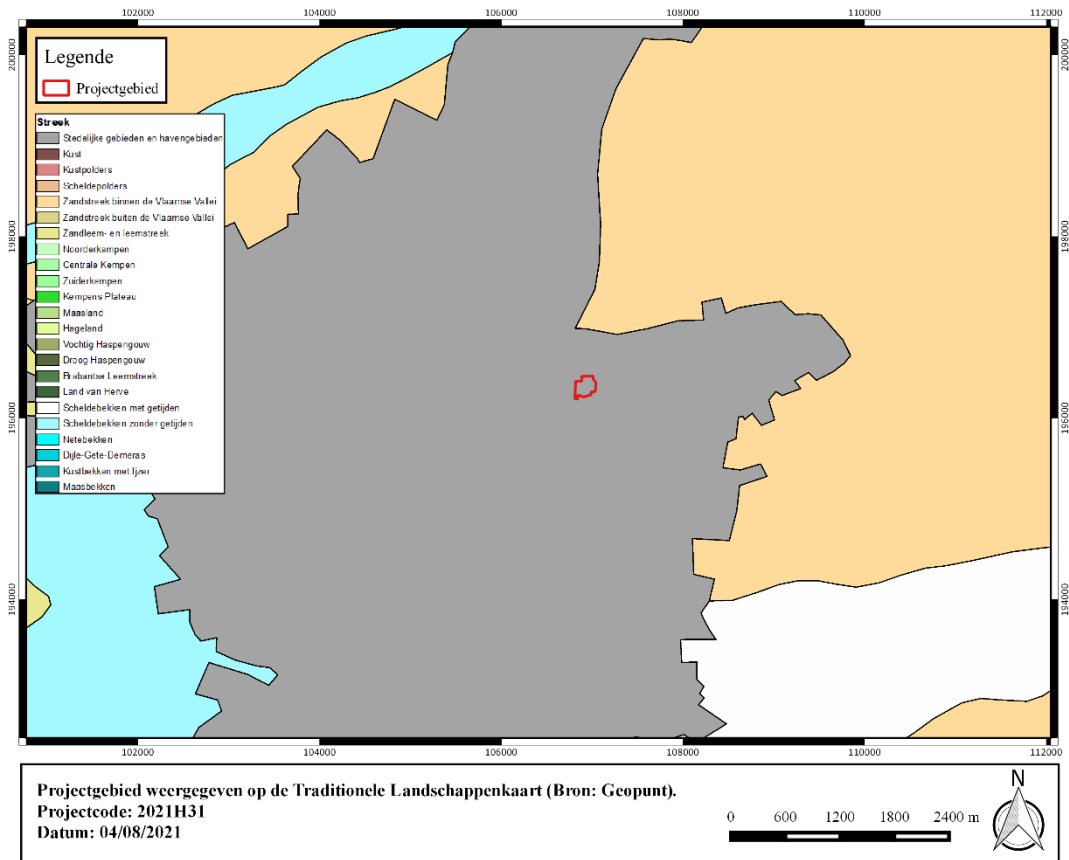 102000 104000 106000 108000 110000 112000
200000
198000
196000
194000
200000
198000
196000
194000
Legende
Projectgebied
Streek
Stedelijke gebieden en havengebieden
Kust
Kustpolders
Scheldepolders
Zandstreek binnen de Vlaamse Vallei
Zandstreek buiten de Vlaamse Vallei
Zandleem- en leemstreek
Noorderkempen
Centrale Kempen
Zuiderkempen
Kempens Plateau
Maasland
Hageland
Vochtig Haspengouw
Droog Haspengouw
Brabantse Leemstreek
Land van Herve
Scheldebekken met getijden
Scheldebekken zonder getijden
Netebekken
Dijle-Gete-Demeras
Kustbekken met Ijzer
Maasbekken
102000 104000 106000 108000 110000 112000
Projectgebied weergegeven op de Traditionele Landschappenkaart (Bron: Geopunt).
Projectcode: 2021H31
Datum: 04/08/2021
0 600 1200 1800 2400 m
N